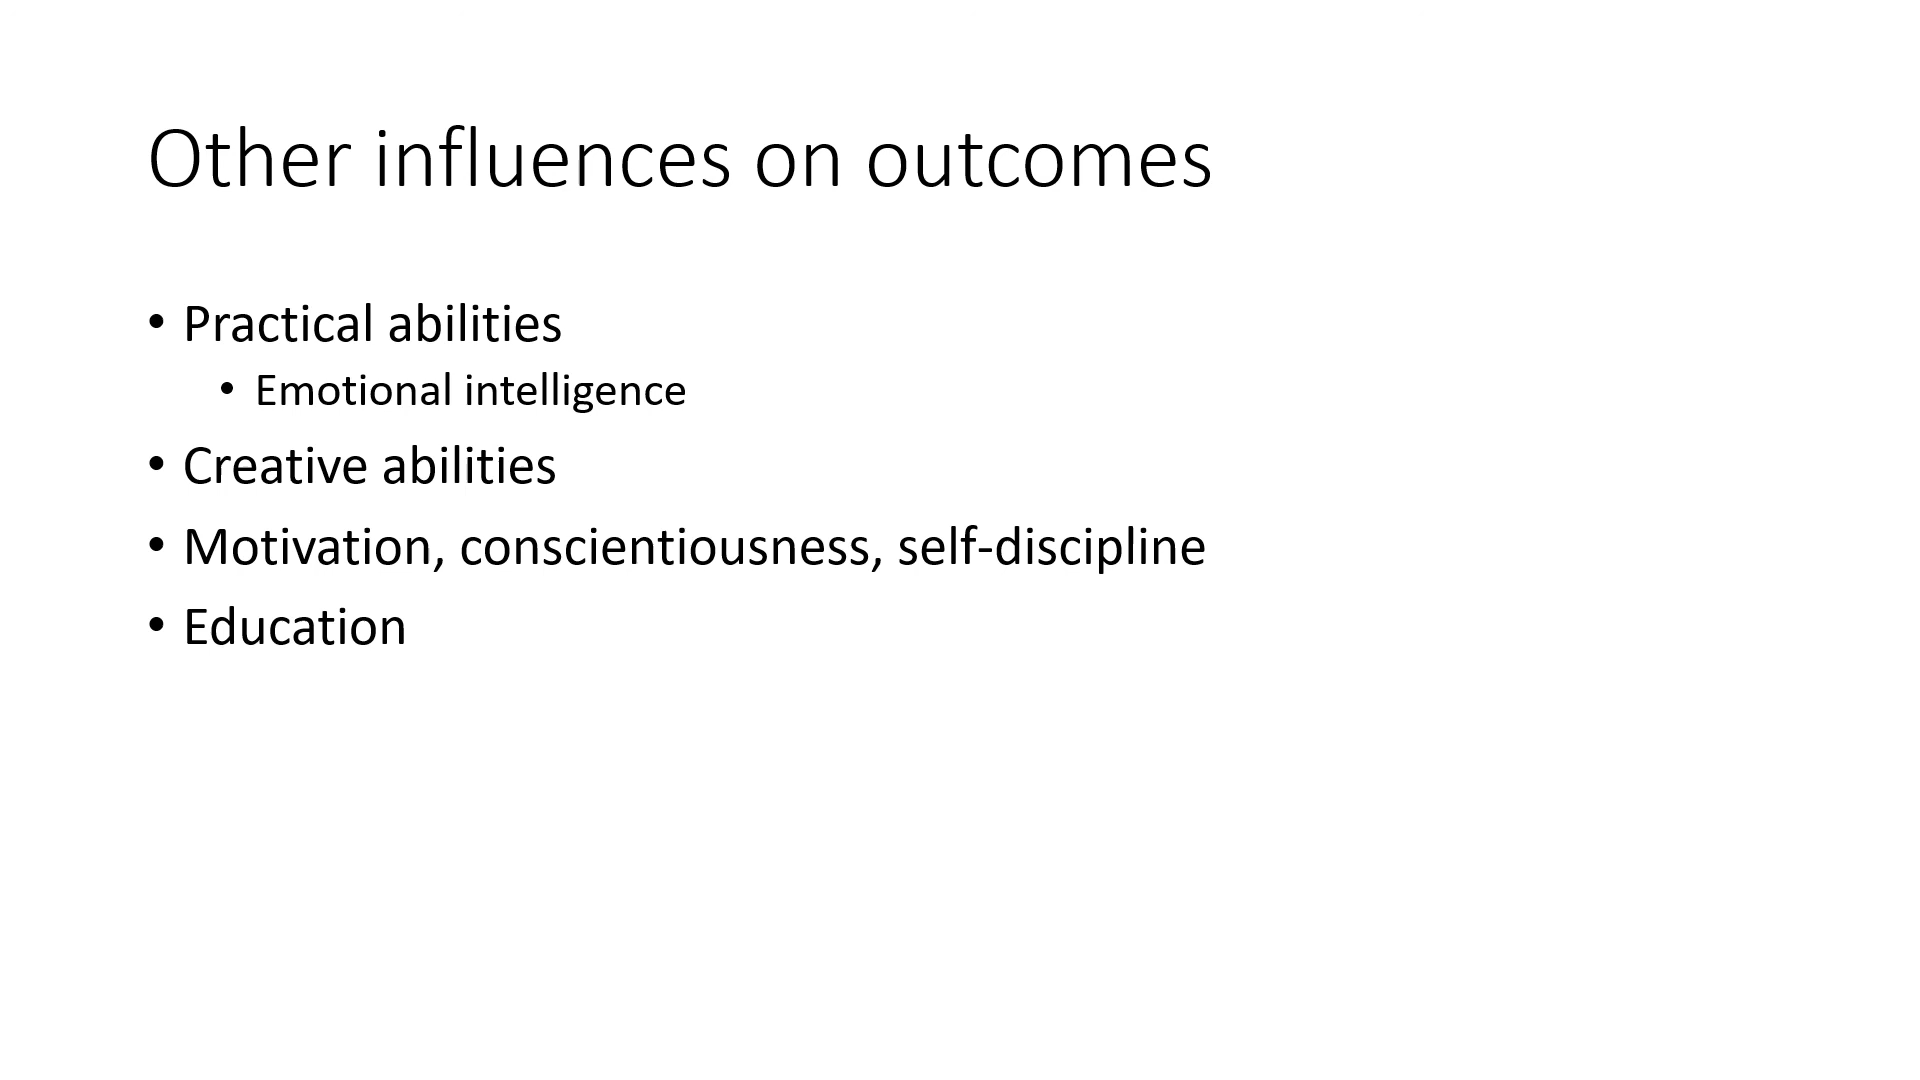 Other influences on outcomes
• Practical abilities
• Emotional intelligence
• Creative abilities
• Motivation, conscientiousness, self-discipline
• Education